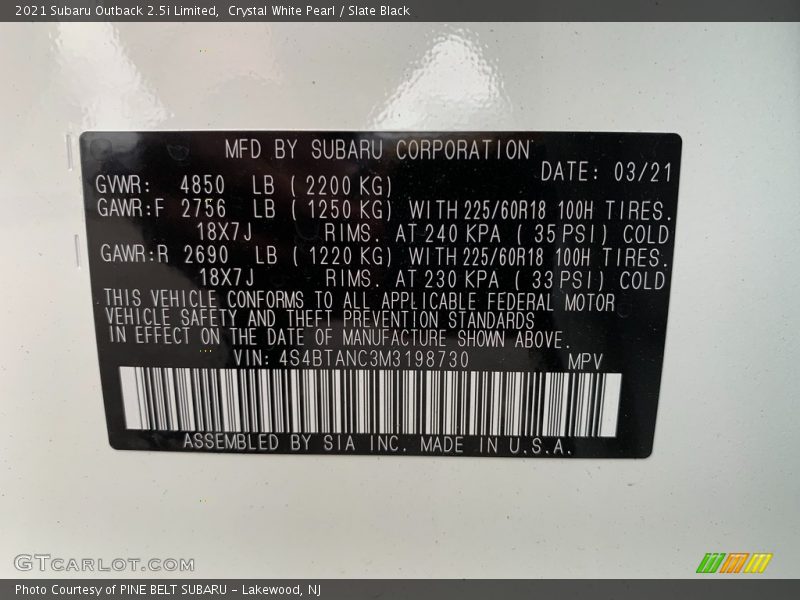 2021 Subaru Outback 2.5i Limited,  Crystal White Pearl / Slate Black
MFD BY SUBARU CORPORATION
DATE: 03/21
GVWR: 4850 LB ( 2200 KG)
GAWR:F 2756 LB ( 1250 KG) WITH 225/60R18 100H TIRES.
18X7J RIMS. AT 240 KPA ( 35 PSI) COLD
GAWR:R 2690 LB ( 1220 KG) WITH 225/60R18 100H TIRES.
18X7J RIMS. AT 230 KPA ( 33 PSI) COLD
THIS VEHICLE CONFORMS TO ALL APPLICABLE FEDERAL MOTOR
VEHICLE SAFETY AND THEFT PREVENTION STANDARDS
IN EFFECT ON THE DATE OF MANUFACTURE SHOWN ABOVE.
VIN: 4S4BTANC3M3198730 MPV
ASSEMBLED BY SIA INC. MADE IN U.S.A.
GTCARLOT.COM
Photo Courtesy of PINE BELT SUBARU - Lakewood, NJ